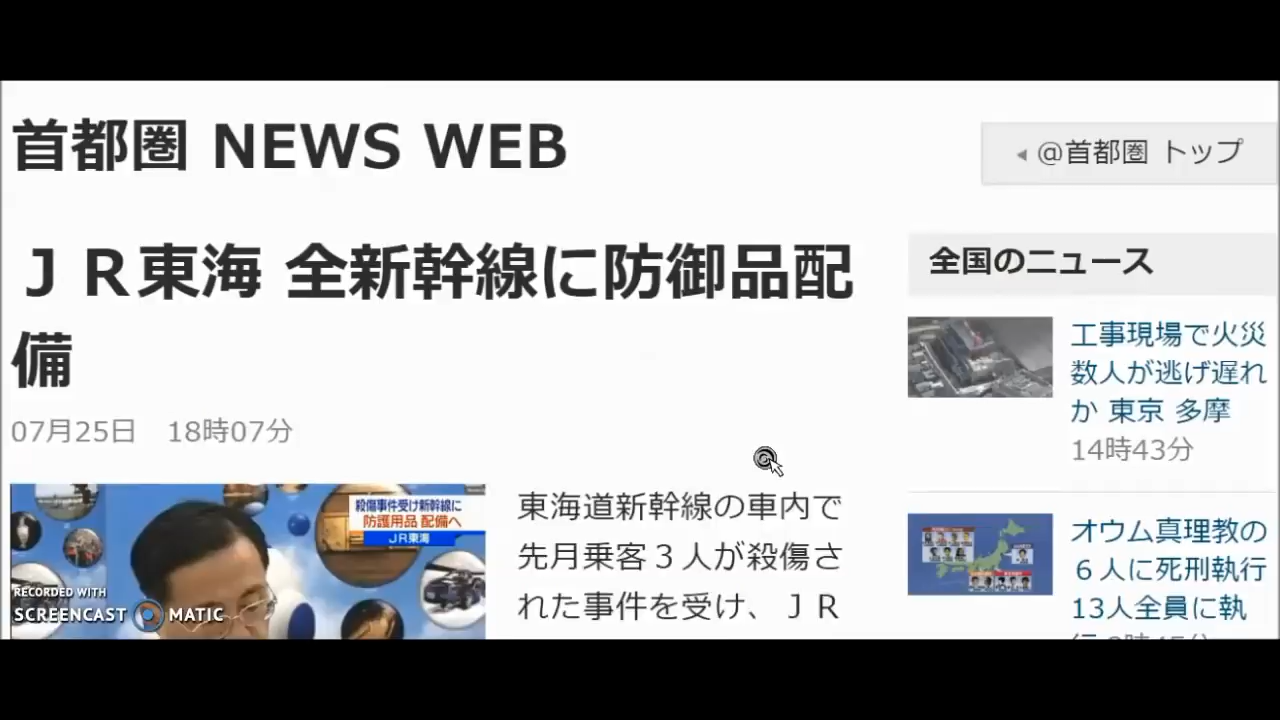 首都圏 NEWS WEB
◂ @首都圏 トップ
ＪＲ東海 全新幹線に防御品配
備
07月25日 18時07分
殺傷事件受け新幹線に
防護用品 配備へ
ＪＲ東海
東海道新幹線の車内で
先月乗客３人が殺傷さ
れた事件を受け、ＪＲ
RECORDED WITH
SCREENCAST MATIC
全国のニュース
工事現場で火災
数人が逃げ遅れ
か 東京 多摩
14時43分
オウム真理教の
６人に死刑執行
13人全員に執